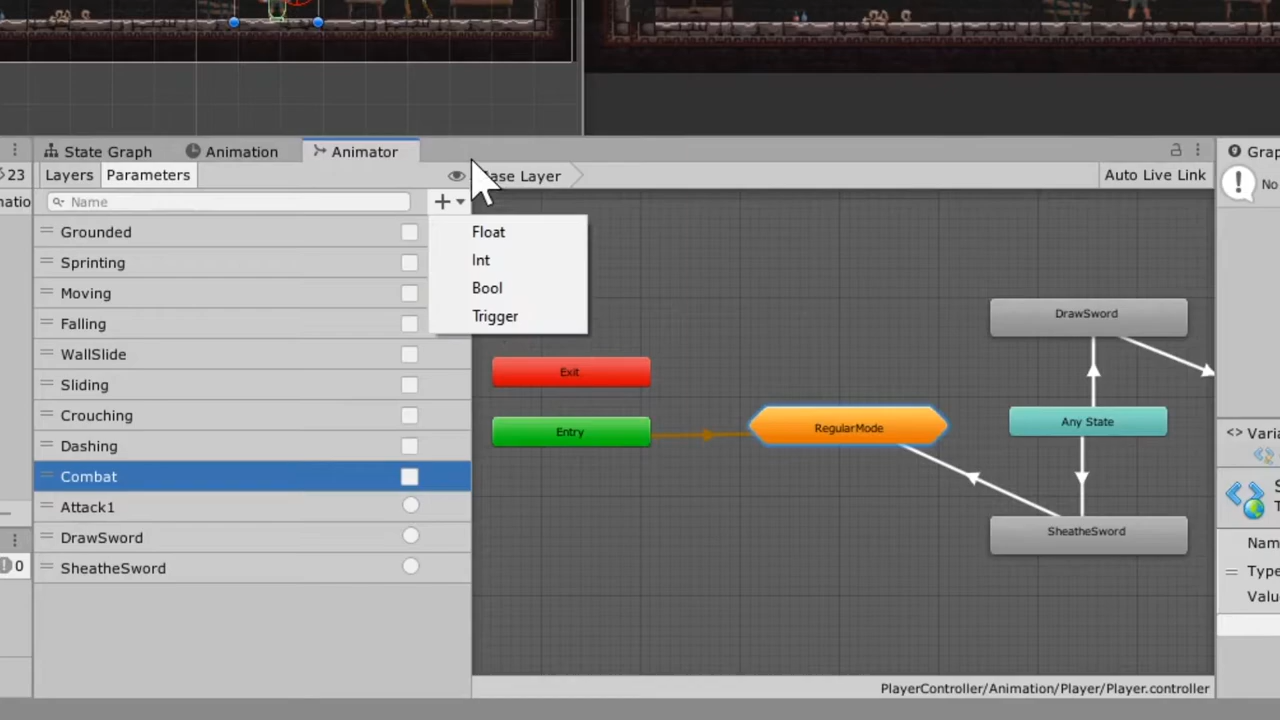 State Graph
Animation
Animator
Grap
23
Layers
Parameters
ase Layer
Auto Live Link
No
natio
Name
Grounded
Sprinting
Moving
Falling
WallSlide
Sliding
Crouching
Dashing
Combat
Attack1
DrawSword
SheatheSword
Float
Int
Bool
Trigger
Exit
Entry
RegularMode
DrawSword
Any State
SheatheSword
<> Varia
S
T
0
Nam
Type
Valu
PlayerController/Animation/Player/Player.controller